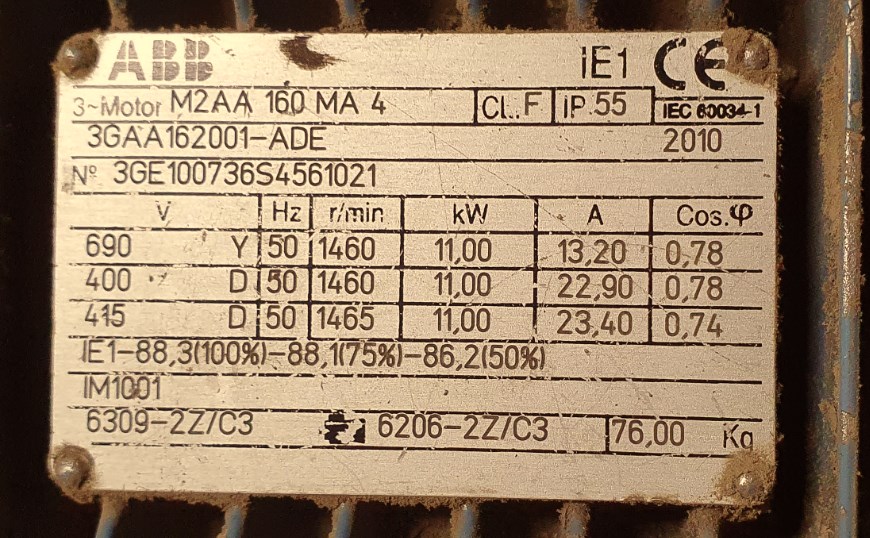 ABB IE1 CE
3~Motor M2AA 160 MA 4 CL. F IP 55 IEC 60034-1
3GAA162001-ADE 2010
Nº 3GE100736S4561021
V Hz r/min kW A Cos.φ
690 Y 50 1460 11,00 13,20 0,78
400 D 50 1460 11,00 22,90 0,78
415 D 50 1465 11,00 23,40 0,74
IE1-88,3(100%)-88,1(75%)-86,2(50%)
IM1001
6309-2Z/C3 6206-2Z/C3 76,00 Kg